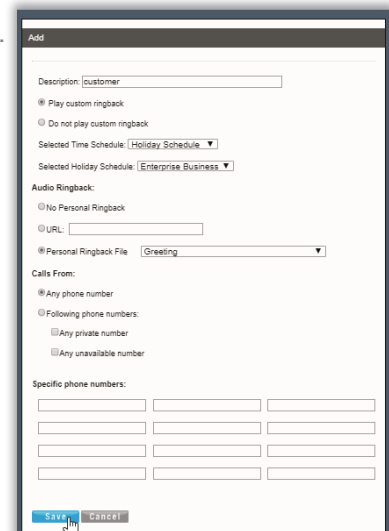 Add
Description: customer
Play custom ringback
Do not play custom ringback
Selected Time Schedule: Holiday Schedule
Selected Holiday Schedule: Enterprise Business
Audio Ringback:
No Personal Ringback
URL:
Personal Ringback File Greeting
Calls From:
Any phone number
Following phone numbers:
Any private number
Any unavailable number
Specific phone numbers:
Save Cancel